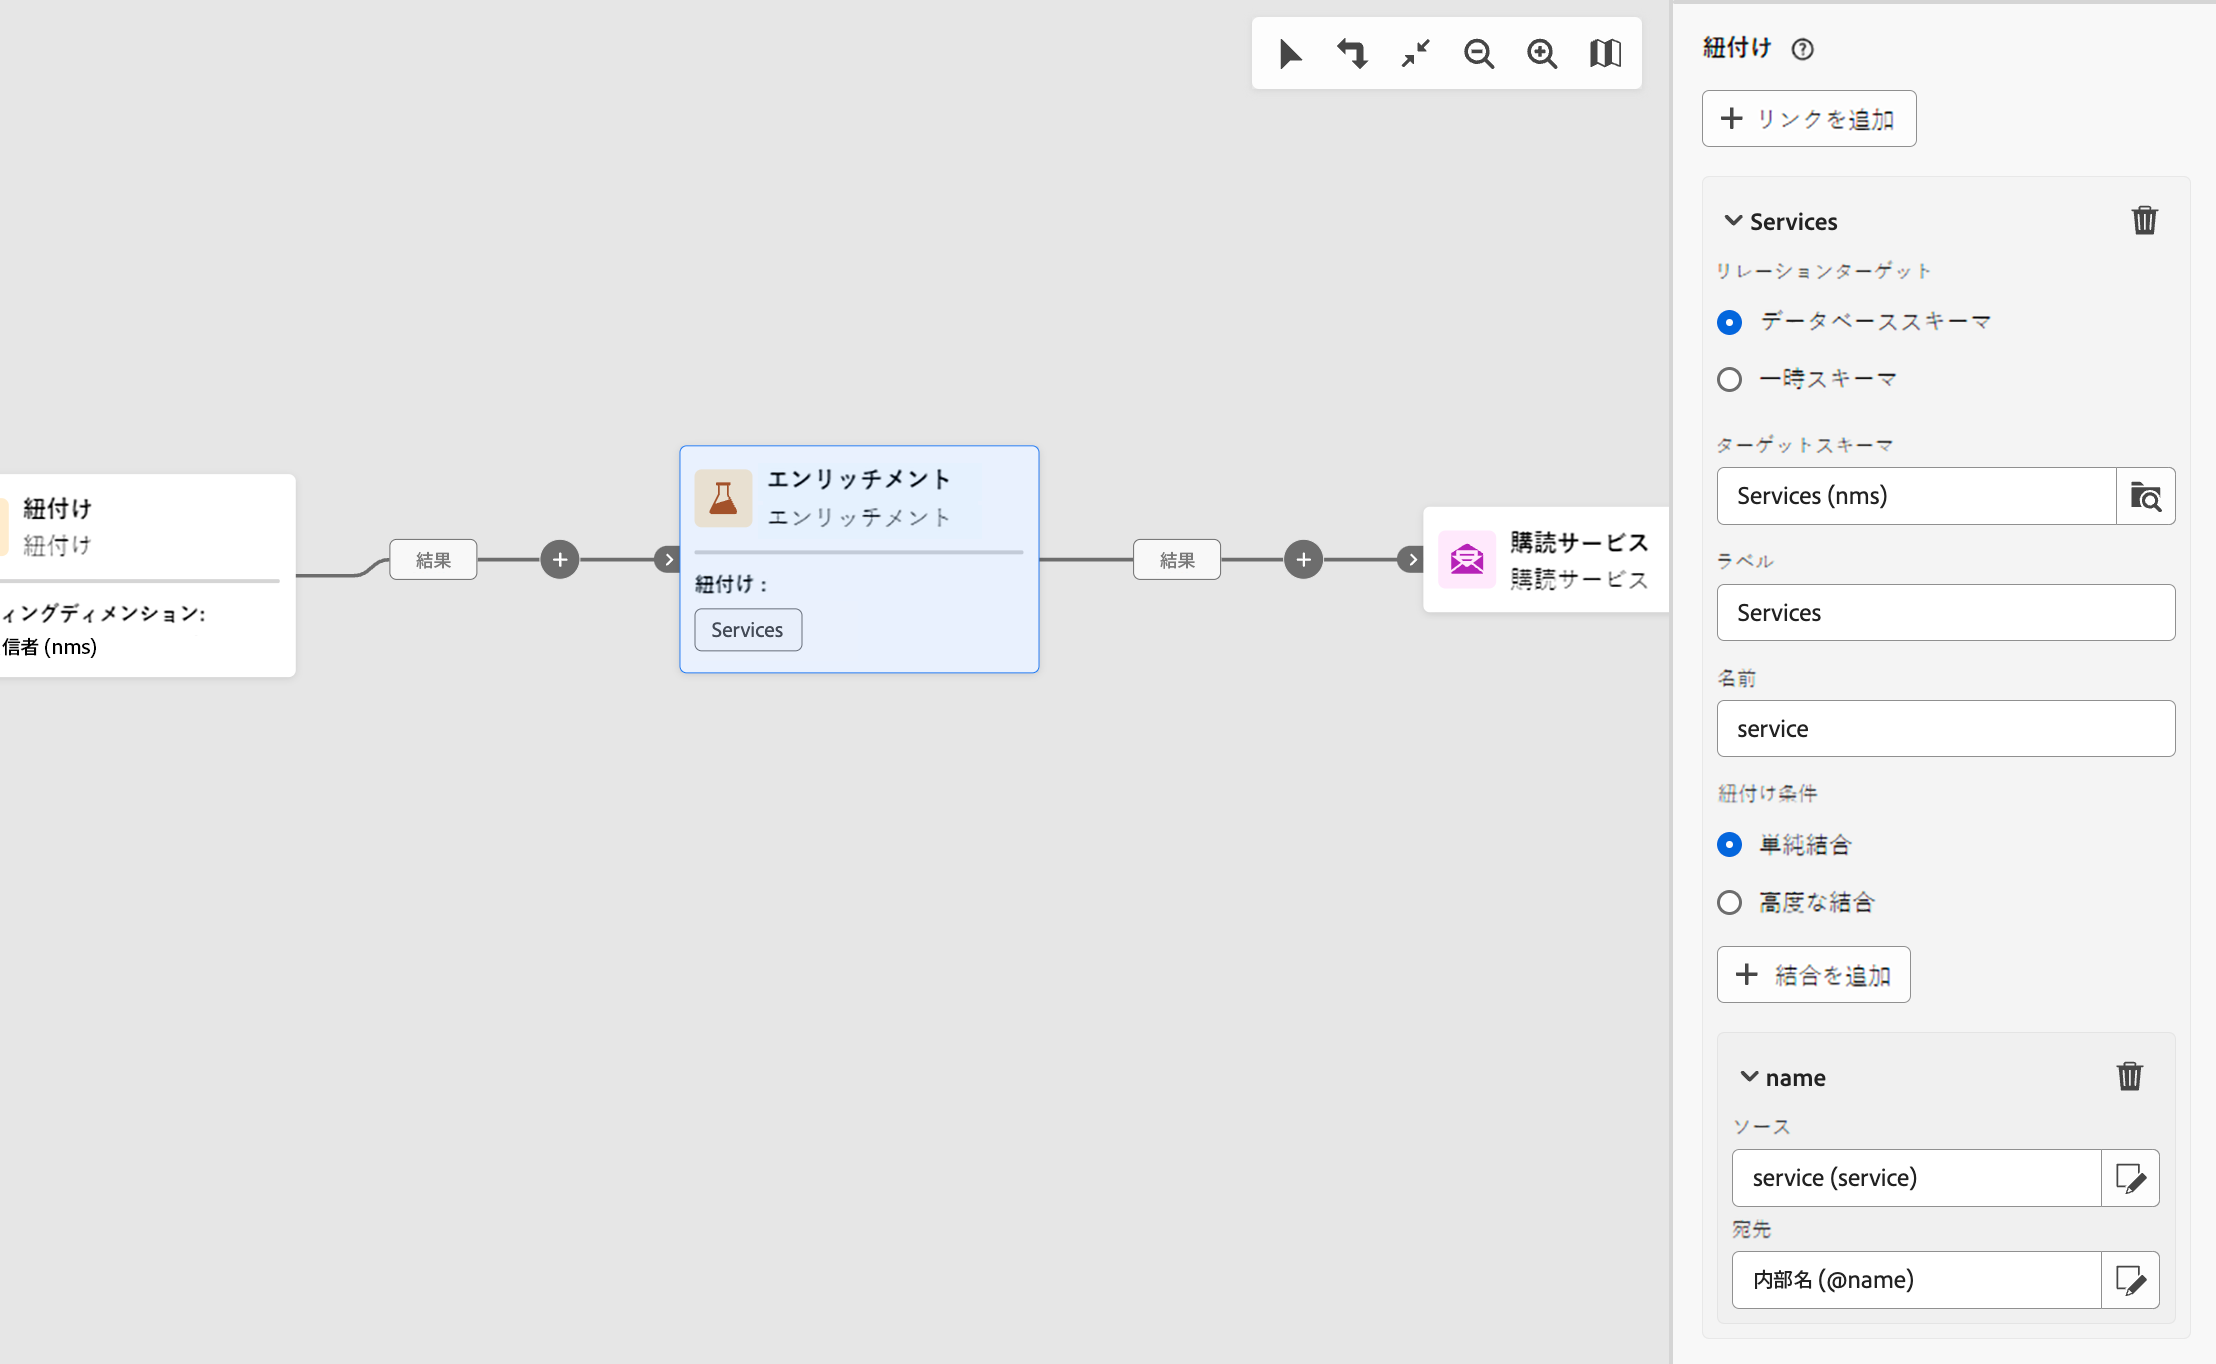 紐付け
紐付け
ィングディメンション:
信者 (nms)
結果
エンリッチメント
エンリッチメント
紐付け :
Services
結果
購読サービス
購読サービス
紐付け
リンクを追加
Services
リレーションターゲット
データベーススキーマ
一時スキーマ
ターゲットスキーマ
Services (nms)
ラベル
Services
名前
service
紐付け条件
単純結合
高度な結合
結合を追加
name
ソース
service (service)
宛先
内部名 (@name)